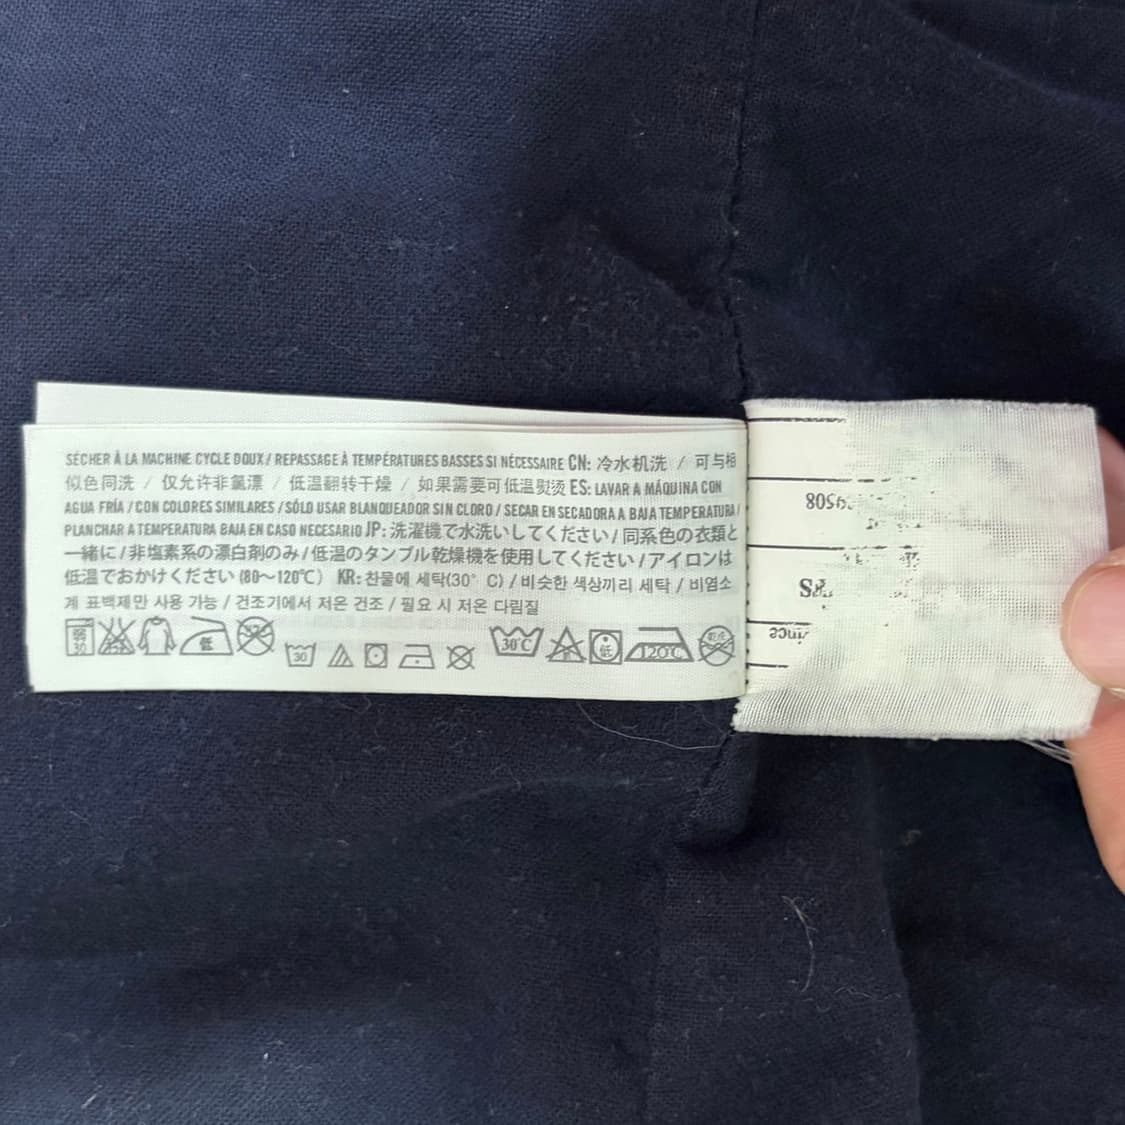 SÉCHER À LA MACHINE CYCLE DOUX / REPASSAGE À TEMPÉRATURES BASSES SI NÉCESSAIRE CN: 冷水机洗 / 可与相
似色同洗 / 仅允许非氯漂 / 低温翻转干燥 / 如果需要可低温熨烫 ES: LAVAR A MÁQUINA CON
AGUA FRÍA / CON COLORES SIMILARES / SÓLO USAR BLANQUEADOR SIN CLORO / SECAR EN SECADORA A BAJA TEMPERATURA /
PLANCHAR A TEMPERATURA BAJA EN CASO NECESARIO JP: 洗濯機で水洗いしてください / 同系色の衣類と
一緒に / 非塩素系の漂白剤のみ / 低温のタンブル乾燥機を使用してください / アイロンは
低温でおかけください (80～120℃) KR: 찬물에 세탁(30° C) / 비슷한 색상끼리 세탁 / 비염소
계 표백제만 사용 가능 / 건조기에서 저온 건조 / 필요 시 저온 다림질
弱 30 低 30 30℃ 低 120℃